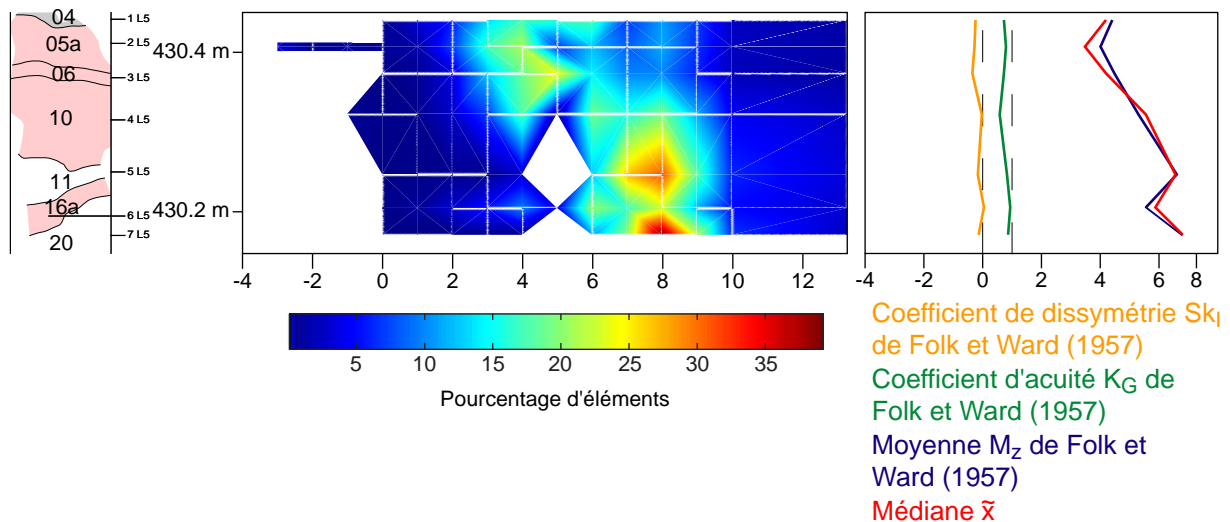 04
05a
06
10
11
16a
20
1 L5
2 L5
3 L5
4 L5
5 L5
6 L5
7 L5
430.4 m
430.2 m
-4 -2 0 2 4 6 8 10 12
5 10 15 20 25 30 35
Pourcentage d'éléments
-4 -2 0 2 4 6 8
Coefficient de dissymétrie Sk_I
de Folk et Ward (1957)
Coefficient d'acuité K_G de
Folk et Ward (1957)
Moyenne M_z de Folk et
Ward (1957)
Médiane x̃